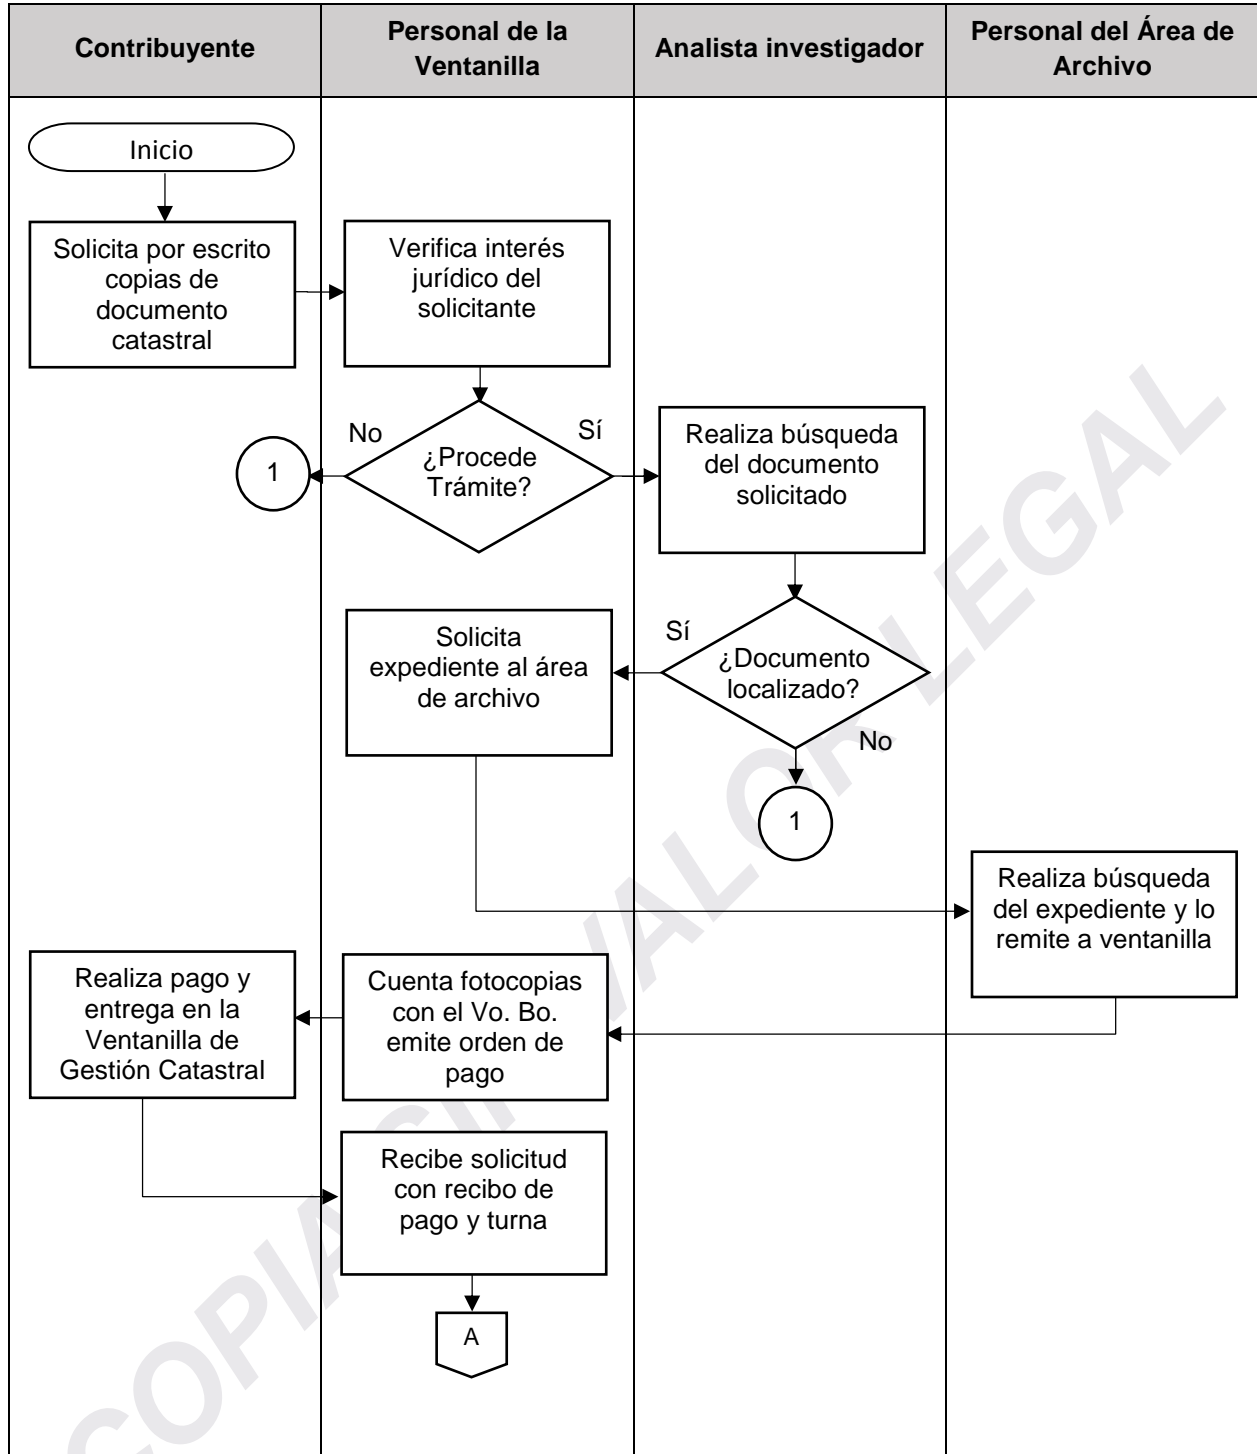 Contribuyente
Personal de la
Ventanilla
Analista investigador
Personal del Área de
Archivo
Inicio
Solicita por escrito
copias de
documento
catastral
Verifica interés
jurídico del
solicitante
No
Sí
¿Procede
Trámite?
1
Realiza búsqueda
del documento
solicitado
Solicita
expediente al área
de archivo
Sí
¿Documento
localizado?
No
1
Realiza búsqueda
del expediente y lo
remite a ventanilla
Realiza pago y
entrega en la
Ventanilla de
Gestión Catastral
Cuenta fotocopias
con el Vo. Bo.
emite orden de
pago
Recibe solicitud
con recibo de
pago y turna
A
COPIA SIN VALOR LEGAL